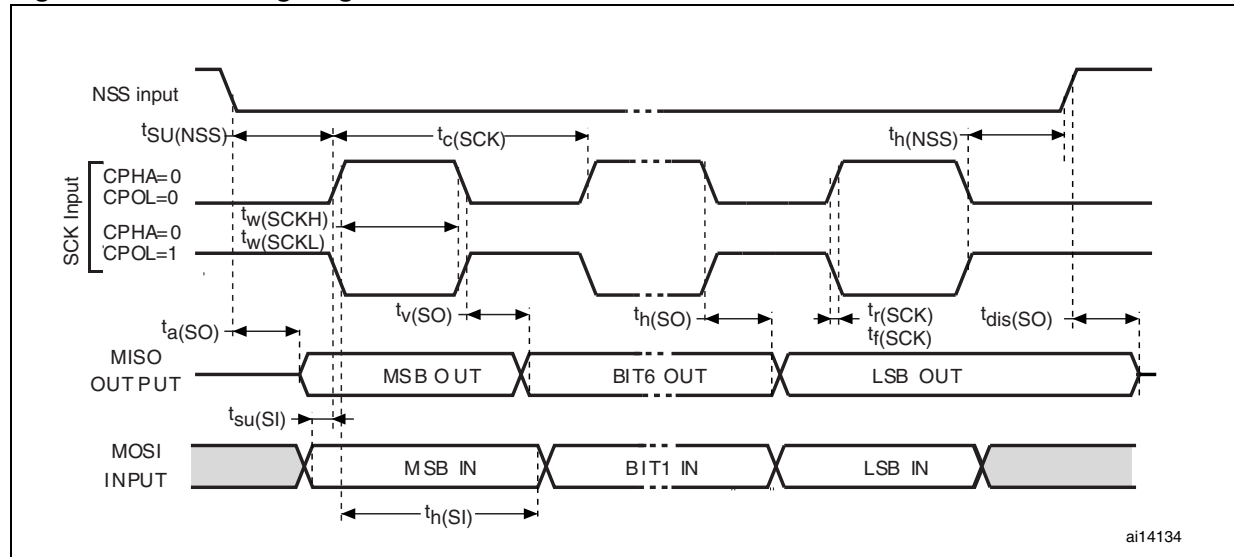 NSS input
tSU(NSS)
tc(SCK)
th(NSS)
SCK Input
CPHA=0
CPOL=0
tw(SCKH)
CPHA=0
tw(SCKL)
CPOL=1
tv(SO)
th(SO)
tr(SCK)
tf(SCK)
tdis(SO)
ta(SO)
MISO
OUTPUT
MSB OUT
BIT6 OUT
LSB OUT
tsu(SI)
MOSI
INPUT
MSB IN
BIT1 IN
LSB IN
th(SI)
ai14134